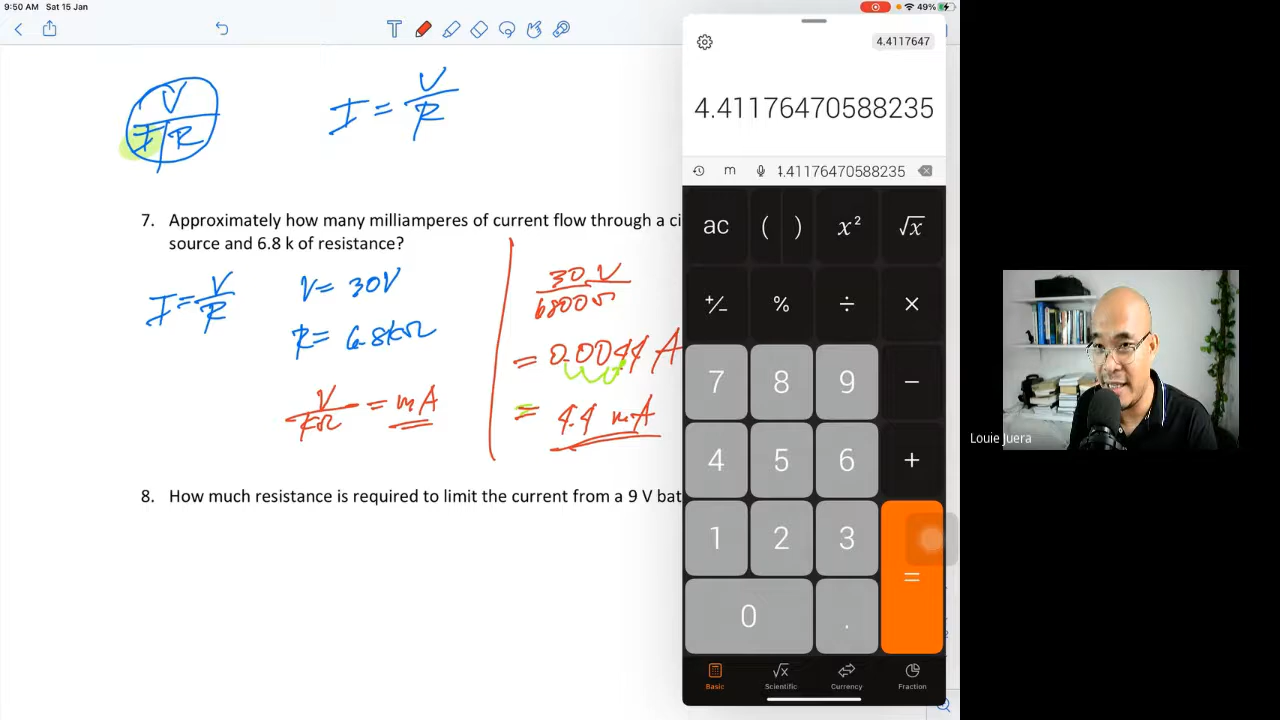 9:50 AM Sat 15 Jan
49%
V
I R
I = V/R
7. Approximately how many milliamperes of current flow through a ci
source and 6.8 k of resistance?
I = V/R
V = 30V
R = 6.8kΩ
V/kΩ = mA
30 V
6800Ω
= 0.0044 A
= 4.4 mA
8. How much resistance is required to limit the current from a 9 V bat
4.4117647
4.41176470588235
m
4.41176470588235
ac ( ) x² √x
+/− % ÷ ×
7 8 9 −
4 5 6 +
1 2 3
0 . =
Basic Scientific Currency Fraction
Louie Juera